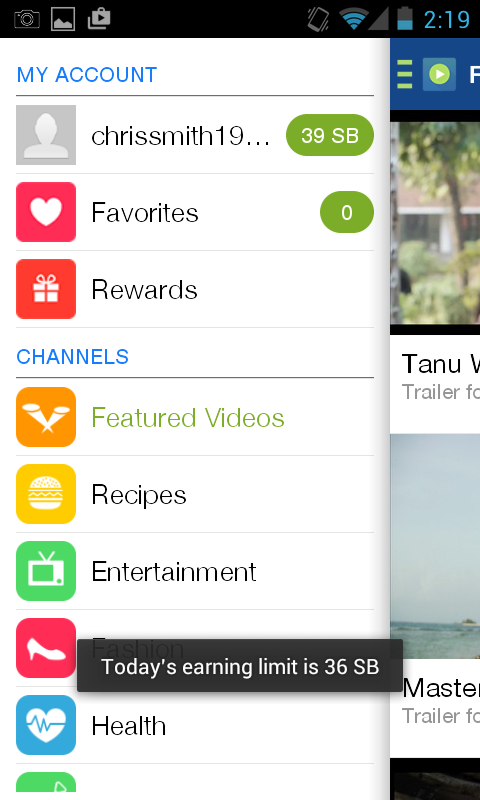 2:19
MY ACCOUNT
chrissmith19...
39 SB
Favorites
0
Rewards
CHANNELS
Featured Videos
Recipes
Entertainment
Fashion
Today's earning limit is 36 SB
Health
F
Tanu W
Trailer fo
Master
Trailer fo